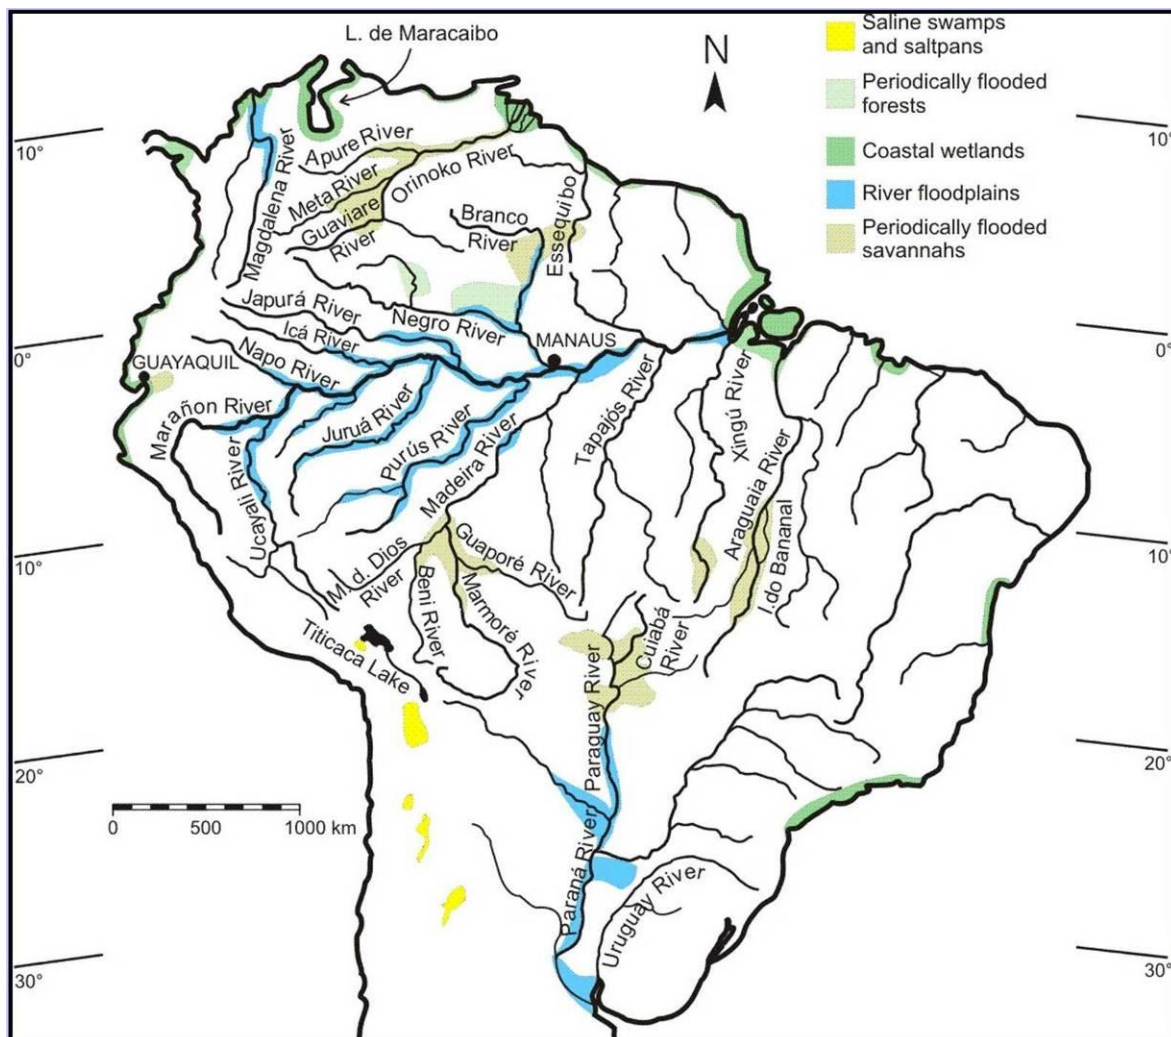 L. de Maracaibo
N
Saline swamps
and saltpans
Periodically flooded
forests
Coastal wetlands
River floodplains
Periodically flooded
savannahs
10°
10°
Magdalena River
Apure River
Meta River
Orinoko River
Guaviare
River
Branco
River
Essequibo
Japurá River
Icá River
Napo River
Negro River
MANAUS
0°
0°
GUAYAQUIL
Marañon River
Ucayali River
Juruá River
Purús River
Madeira River
Tapajós River
Xingú River
Araguaia River
I.do Bananal
10°
10°
M. d. Dios
River
Beni River
Marmoré River
Guaporé River
Cuiabá
River
Titicaca Lake
Paraguay River
20°
20°
0
500
1000 km
Paraná River
Uruguay River
30°
30°